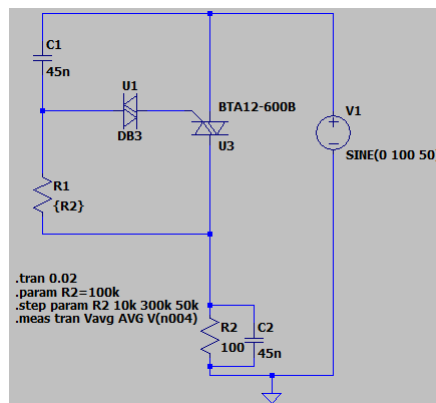 C1
45n
U1
DB3
BTA12-600B
U3
V1
SINE(0 100 50)
R1
{R2}
.tran 0.02
.param R2=100k
.step param R2 10k 300k 50k
.meas tran Vavg AVG V(n004)
R2
100
C2
45n